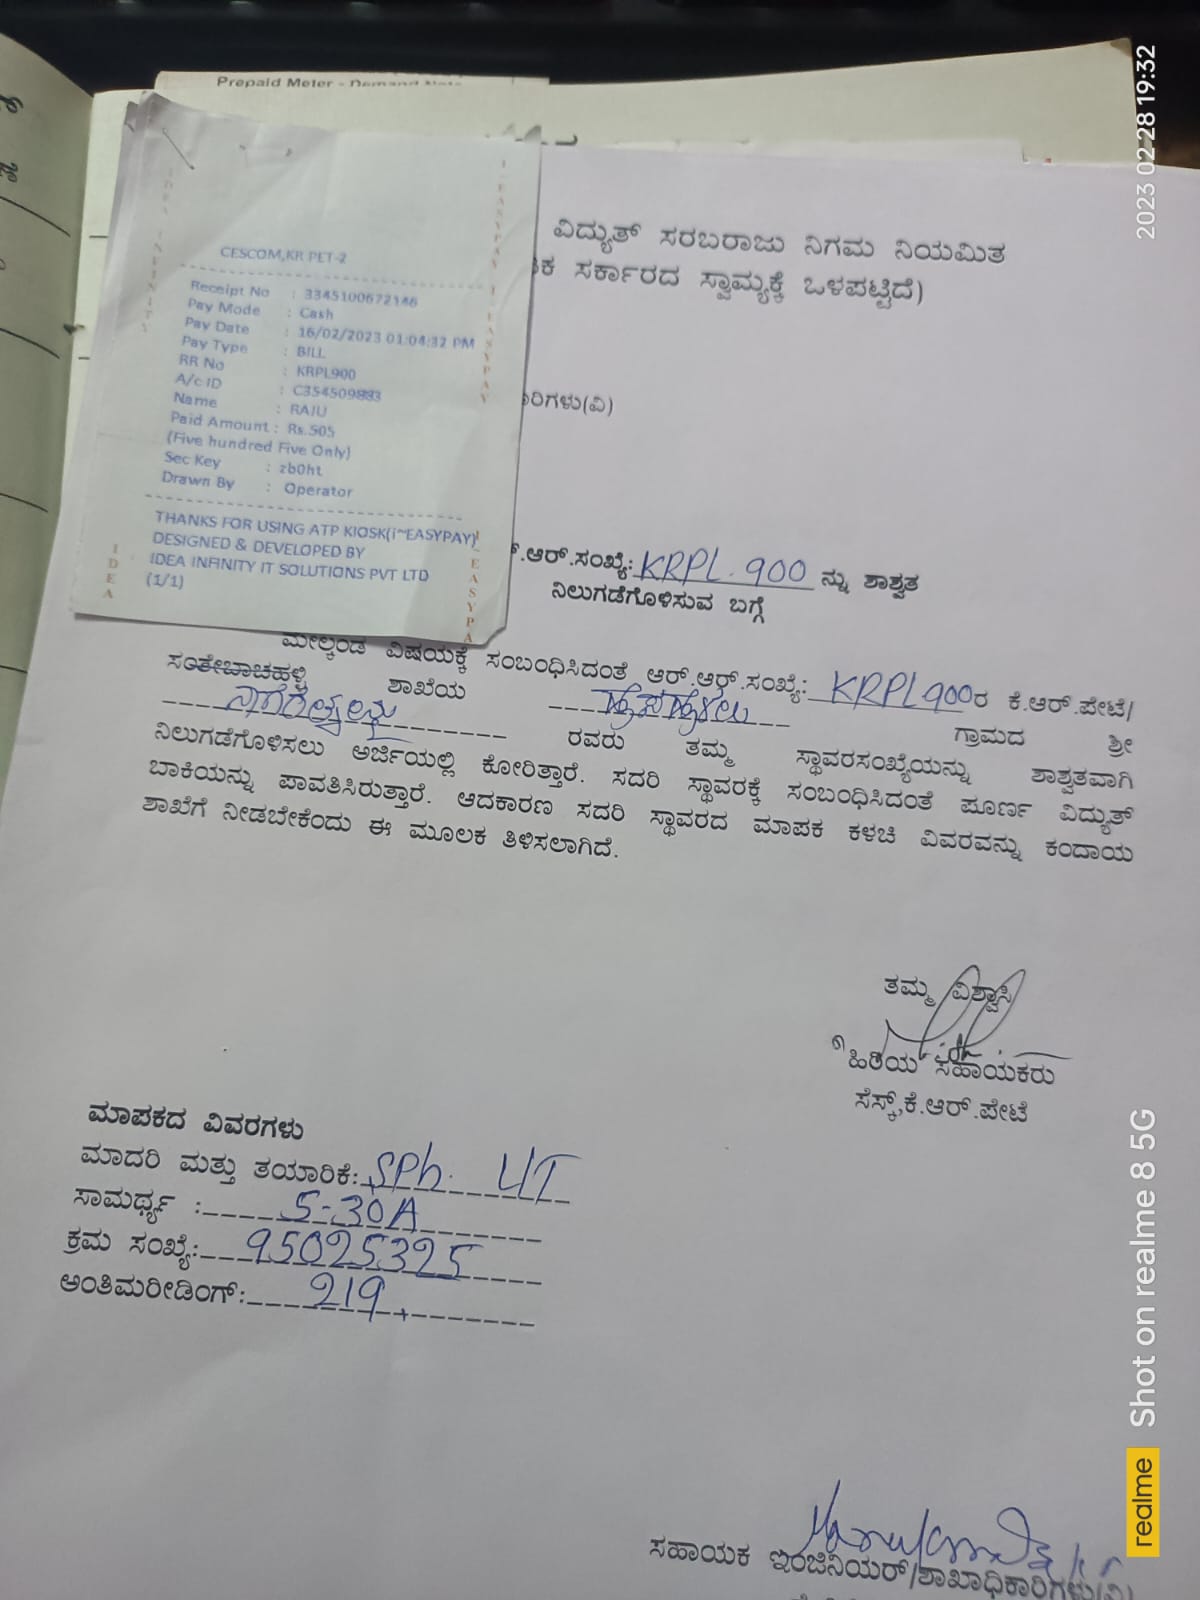 Prepaid Meter - Demand Note
CESCOM,KR PET-2
Receipt No : 3345100672146
Pay Mode : Cash
Pay Date : 16/02/2023 01:04:32 PM
Pay Type : BILL
RR No : KRPL900
A/c ID : C354509883
Name : RAJU
Paid Amount : Rs.505
(Five hundred Five Only)
Sec Key : zb0ht
Drawn By : Operator
THANKS FOR USING ATP KIOSK(i~EASYPAY)
DESIGNED & DEVELOPED BY
IDEA INFINITY IT SOLUTIONS PVT LTD
(1/1)
ವಿದ್ಯುತ್ ಸರಬರಾಜು ನಿಗಮ ನಿಯಮಿತ
ಸರ್ಕಾರದ ಸ್ವಾಮ್ಯಕ್ಕೆ ಒಳಪಟ್ಟಿದೆ)
ಾರಿಗಳು(ವಿ)
.ಆರ್.ಸಂಖ್ಯೆ: KRPL. 900 ನ್ನು ಶಾಶ್ವತ
ನಿಲುಗಡೆಗೊಳಿಸುವ ಬಗ್ಗೆ
ಮೇಲ್ಕಂಡ ವಿಷಯಕ್ಕೆ ಸಂಬಂಧಿಸಿದಂತೆ ಆರ್.ಆರ್.ಸಂಖ್ಯೆ: KRPL 900ರ ಕೆ.ಆರ್.ಪೇಟೆ/
ಸಂತೇಬಾಚಹಳ್ಳಿ ಶಾಖೆಯ ಗ್ರಾಮದ ಶ್ರೀ
ರವರು ತಮ್ಮ ಸ್ಥಾವರಸಂಖ್ಯೆಯನ್ನು ಶಾಶ್ವತವಾಗಿ
ನಿಲುಗಡೆಗೊಳಿಸಲು ಅರ್ಜಿಯಲ್ಲಿ ಕೋರಿತ್ತಾರೆ. ಸದರಿ ಸ್ಥಾವರಕ್ಕೆ ಸಂಬಂಧಿಸಿದಂತೆ ಪೂರ್ಣ ವಿದ್ಯುತ್
ಬಾಕಿಯನ್ನು ಪಾವತಿಸಿರುತ್ತಾರೆ. ಆದಕಾರಣ ಸದರಿ ಸ್ಥಾವರದ ಮಾಪಕ ಕಳಚಿ ವಿವರವನ್ನು ಕಂದಾಯ
ಶಾಖೆಗೆ ನೀಡಬೇಕೆಂದು ಈ ಮೂಲಕ ತಿಳಿಸಲಾಗಿದೆ.
ತಮ್ಮ ವಿಶ್ವಾಸಿ
ಹಿರಿಯ ಸಹಾಯಕರು
ಸೆಸ್ಕ್,ಕೆ.ಆರ್.ಪೇಟೆ
ಮಾಪಕದ ವಿವರಗಳು
ಮಾದರಿ ಮತ್ತು ತಯಾರಿಕೆ: SPh. LIT
ಸಾಮರ್ಥ್ಯ : 5-30A
ಕ್ರಮ ಸಂಖ್ಯೆ: 95025325
ಅಂತಿಮರೀಡಿಂಗ್: 219
ಸಹಾಯಕ ಇಂಜಿನಿಯರ್/ಶಾಖಾಧಿಕಾರಿಗಳು(ವಿ)
2023 02 28 19:32
realme Shot on realme 8 5G